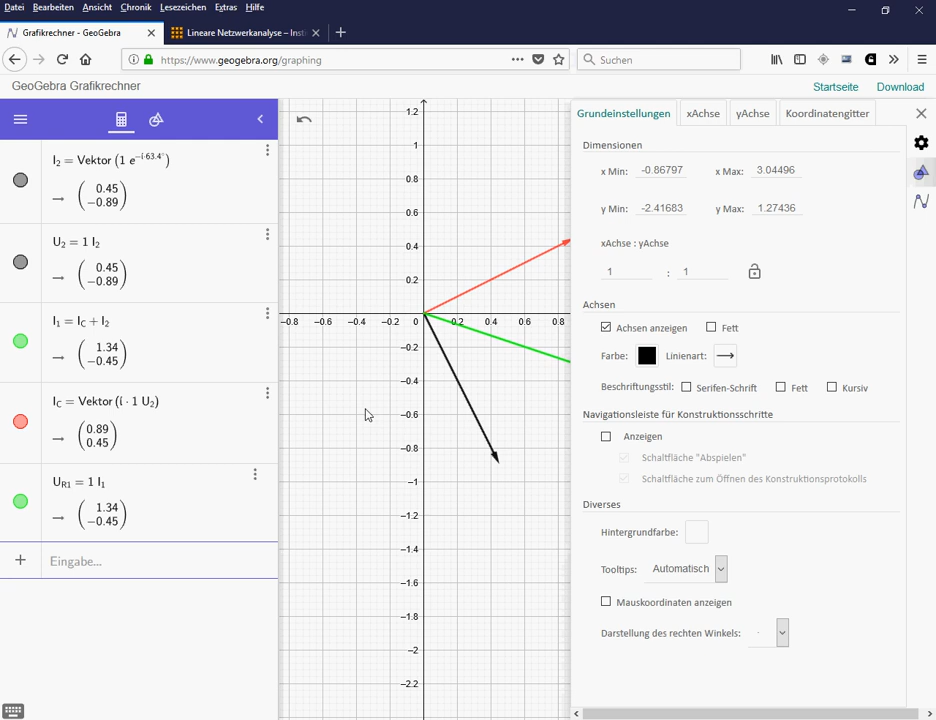 Datei Bearbeiten Ansicht Chronik Lesezeichen Extras Hilfe
Grafikrechner - GeoGebra
Lineare Netzwerkanalyse – Insti
https://www.geogebra.org/graphing
Suchen
GeoGebra Grafikrechner
Startseite
Download
I₂ = Vektor (1 e^(−i·63.4°))
→ (0.45 −0.89)
U₂ = 1 I₂
→ (0.45 −0.89)
I₁ = I_C + I₂
→ (1.34 −0.45)
I_C = Vektor (i · 1 U₂)
→ (0.89 0.45)
U_R1 = 1 I₁
→ (1.34 −0.45)
+ Eingabe...
1.2
1
0.8
0.6
0.4
0.2
−0.8 −0.6 −0.4 −0.2 0 0.2 0.4 0.6 0.8
−0.2
−0.4
−0.6
−0.8
−1
−1.2
−1.4
−1.6
−1.8
−2
−2.2
Grundeinstellungen xAchse yAchse Koordinatengitter
Dimensionen
x Min: -0.86797 x Max: 3.04496
y Min: -2.41683 y Max: 1.27436
xAchse : yAchse
1 : 1
Achsen
Achsen anzeigen Fett
Farbe: Linienart:
Beschriftungsstil: Serifen-Schrift Fett Kursiv
Navigationsleiste für Konstruktionsschritte
Anzeigen
Schaltfläche "Abspielen"
Schaltfläche zum Öffnen des Konstruktionsprotokolls
Diverses
Hintergrundfarbe:
Tooltips: Automatisch
Mauskoordinaten anzeigen
Darstellung des rechten Winkels: